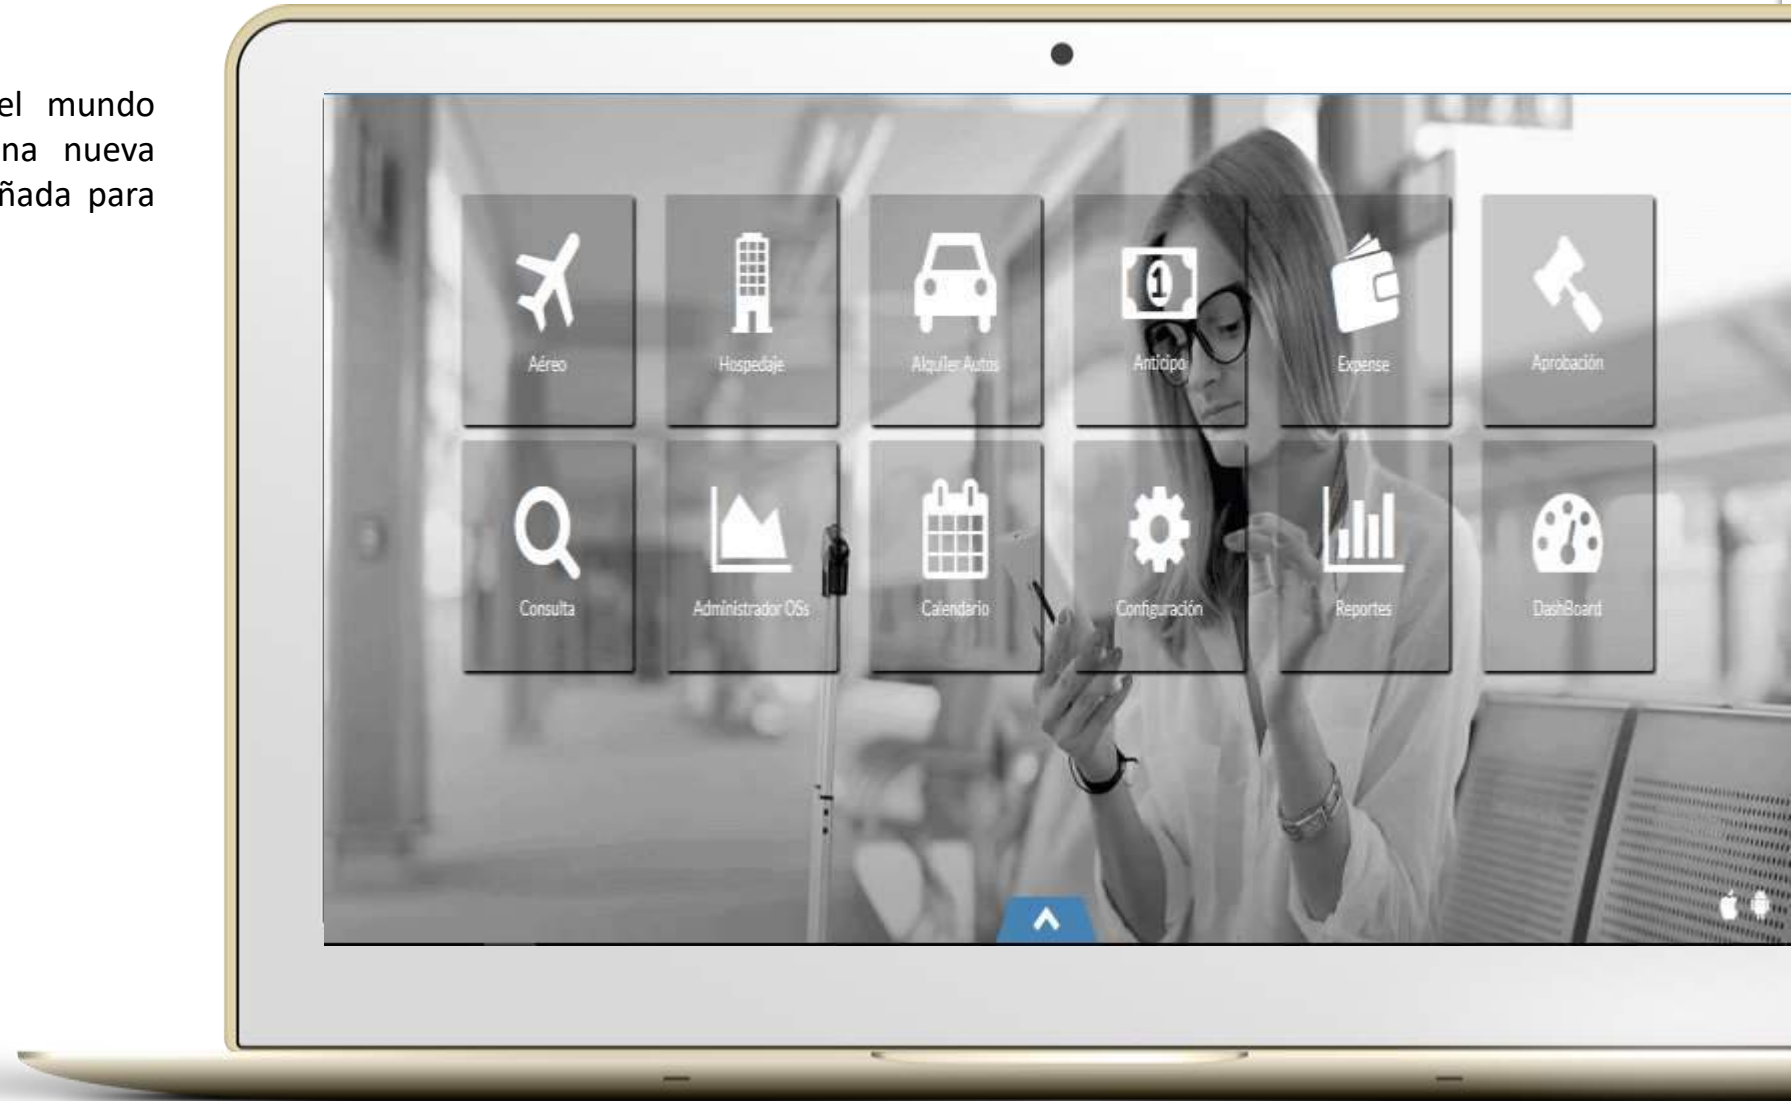 el mundo
na nueva
ñada para
Aéreo
Hospedaje
Alquiler Autos
Anticipo
1
Expense
Aprobación
Consulta
Administrador OSs
Calendario
Configuración
Reportes
DashBoard